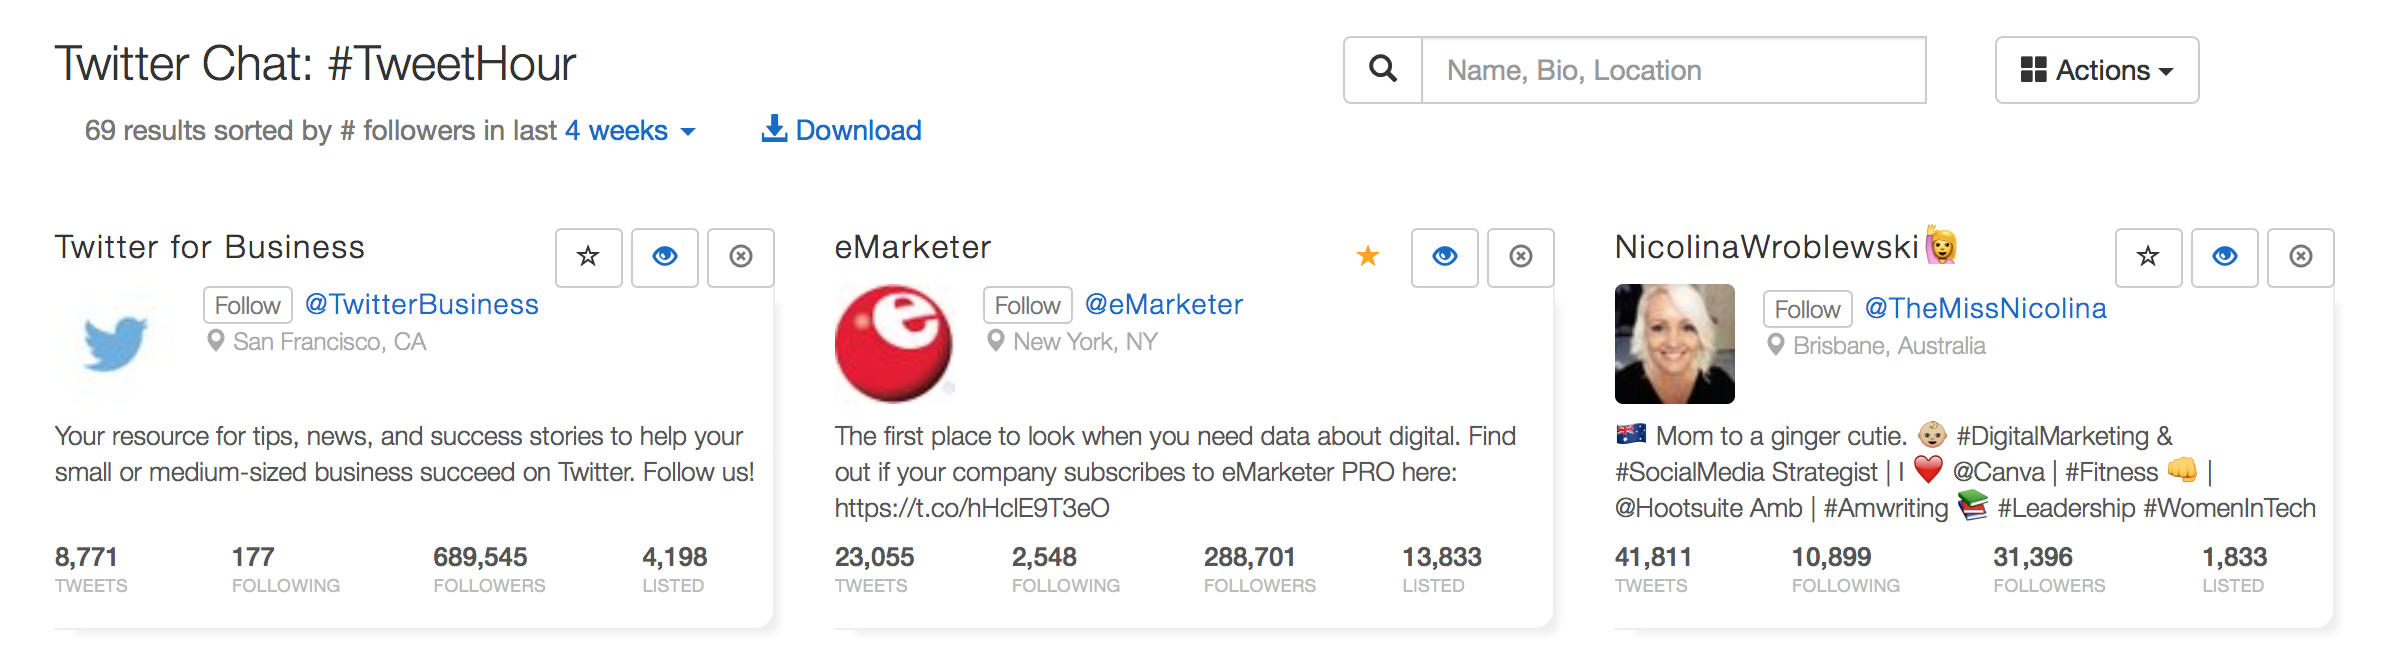 Twitter Chat: #TweetHour
Name, Bio, Location
Actions
69 results sorted by # followers in last 4 weeks
Download
Twitter for Business
Follow @TwitterBusiness
San Francisco, CA
Your resource for tips, news, and success stories to help your
small or medium-sized business succeed on Twitter. Follow us!
8,771 177 689,545 4,198
TWEETS FOLLOWING FOLLOWERS LISTED
eMarketer
Follow @eMarketer
New York, NY
The first place to look when you need data about digital. Find
out if your company subscribes to eMarketer PRO here:
https://t.co/hHclE9T3eO
23,055 2,548 288,701 13,833
TWEETS FOLLOWING FOLLOWERS LISTED
NicolinaWroblewski🙋
Follow @TheMissNicolina
Brisbane, Australia
🇦🇺 Mom to a ginger cutie. 👶🏼 #DigitalMarketing &
#SocialMedia Strategist | I ❤️ @Canva | #Fitness 👊 |
@Hootsuite Amb | #Amwriting 📚 #Leadership #WomenInTech
41,811 10,899 31,396 1,833
TWEETS FOLLOWING FOLLOWERS LISTED